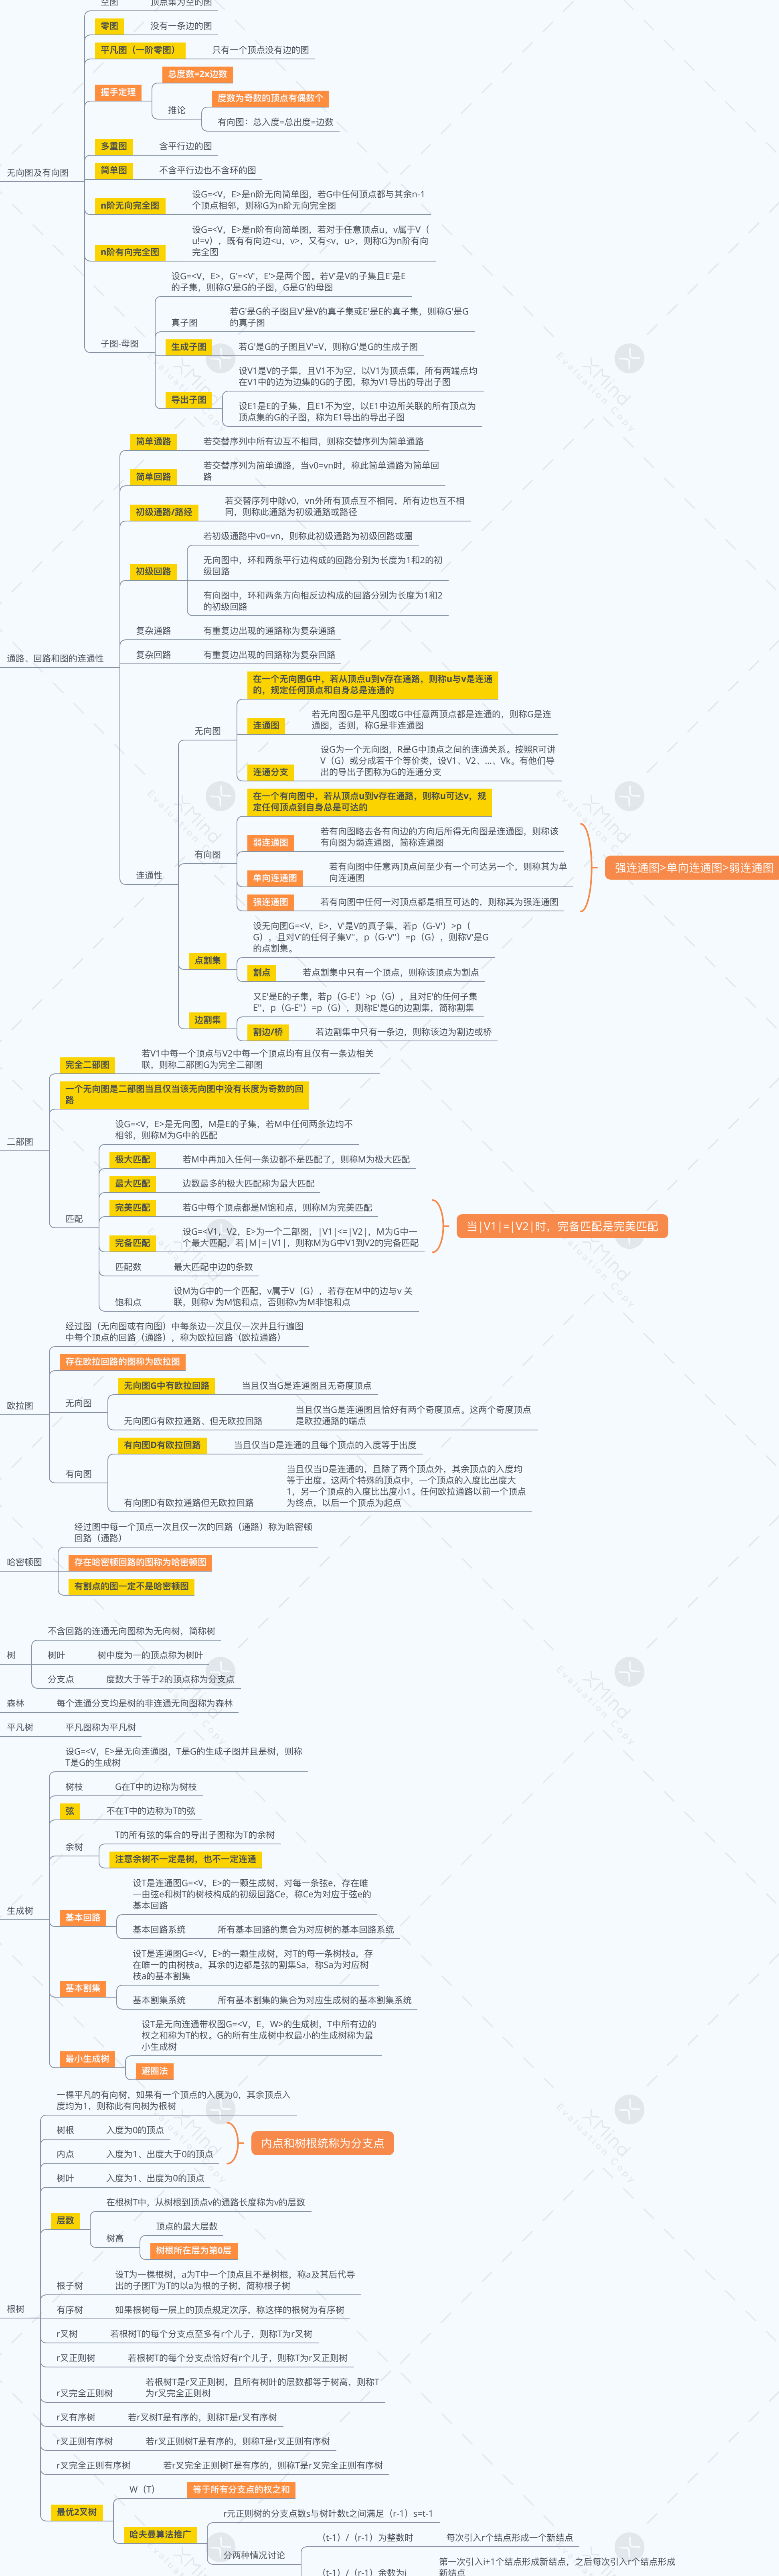 空图
顶点集为空的图
零图
没有一条边的图
平凡图（一阶零图）
只有一个顶点没有边的图
握手定理
总度数=2x边数
推论
度数为奇数的顶点有偶数个
有向图：总入度=总出度=边数
多重图
含平行边的图
简单图
不含平行边也不含环的图
n阶无向完全图
设G=<V，E>是n阶无向简单图，若G中任何顶点都与其余n-1
个顶点相邻，则称G为n阶无向完全图
n阶有向完全图
设G=<V，E>是n阶有向简单图，若对于任意顶点u，v属于V（
u!=v），既有有向边<u，v>，又有<v，u>，则称G为n阶有向
完全图
无向图及有向图
子图-母图
设G=<V，E>，G'=<V'，E'>是两个图。若V'是V的子集且E'是E
的子集，则称G'是G的子图，G是G'的母图
真子图
若G'是G的子图且V'是V的真子集或E'是E的真子集，则称G'是G
的真子图
生成子图
若G'是G的子图且V'=V，则称G'是G的生成子图
导出子图
设V1是V的子集，且V1不为空，以V1为顶点集，所有两端点均
在V1中的边为边集的G的子图，称为V1导出的导出子图
设E1是E的子集，且E1不为空，以E1中边所关联的所有顶点为
顶点集的G的子图，称为E1导出的导出子图
通路、回路和图的连通性
简单通路
若交替序列中所有边互不相同，则称交替序列为简单通路
简单回路
若交替序列为简单通路，当v0=vn时，称此简单通路为简单回
路
初级通路/路经
若交替序列中除v0，vn外所有顶点互不相同，所有边也互不相
同，则称此通路为初级通路或路径
初级回路
若初级通路中v0=vn，则称此初级通路为初级回路或圈
无向图中，环和两条平行边构成的回路分别为长度为1和2的初
级回路
有向图中，环和两条方向相反边构成的回路分别为长度为1和2
的初级回路
复杂通路
有重复边出现的通路称为复杂通路
复杂回路
有重复边出现的回路称为复杂回路
连通性
无向图
在一个无向图G中，若从顶点u到v存在通路，则称u与v是连通
的，规定任何顶点和自身总是连通的
连通图
若无向图G是平凡图或G中任意两顶点都是连通的，则称G是连
通图，否则，称G是非连通图
连通分支
设G为一个无向图，R是G中顶点之间的连通关系。按照R可讲
V（G）或分成若干个等价类，设V1、V2、...、Vk。有他们导
出的导出子图称为G的连通分支
有向图
在一个有向图中，若从顶点u到v存在通路，则称u可达v，规
定任何顶点到自身总是可达的
弱连通图
若有向图略去各有向边的方向后所得无向图是连通图，则称该
有向图为弱连通图，简称连通图
单向连通图
若有向图中任意两顶点间至少有一个可达另一个，则称其为单
向连通图
强连通图
若有向图中任何一对顶点都是相互可达的，则称其为强连通图
强连通图>单向连通图>弱连通图
点割集
设无向图G=<V，E>，V'是V的真子集，若p（G-V'）>p（
G），且对V'的任何子集V''，p（G-V''）=p（G），则称V'是G
的点割集。
割点
若点割集中只有一个顶点，则称该顶点为割点
边割集
又E'是E的子集，若p（G-E'）>p（G），且对E'的任何子集
E''，p（G-E''）=p（G），则称E'是G的边割集，简称割集
割边/桥
若边割集中只有一条边，则称该边为割边或桥
二部图
完全二部图
若V1中每一个顶点与V2中每一个顶点均有且仅有一条边相关
联，则称二部图G为完全二部图
一个无向图是二部图当且仅当该无向图中没有长度为奇数的回
路
匹配
设G=<V，E>是无向图，M是E的子集，若M中任何两条边均不
相邻，则称M为G中的匹配
极大匹配
若M中再加入任何一条边都不是匹配了，则称M为极大匹配
最大匹配
边数最多的极大匹配称为最大匹配
完美匹配
若G中每个顶点都是M饱和点，则称M为完美匹配
完备匹配
设G=<V1，V2，E>为一个二部图，|V1|<=|V2|，M为G中一
个最大匹配，若|M|=|V1|，则称M为G中V1到V2的完备匹配
当|V1|=|V2|时，完备匹配是完美匹配
匹配数
最大匹配中边的条数
饱和点
设M为G中的一个匹配，v属于V（G），若存在M中的边与v 关
联，则称v 为M饱和点，否则称v为M非饱和点
欧拉图
经过图（无向图或有向图）中每条边一次且仅一次并且行遍图
中每个顶点的回路（通路），称为欧拉回路（欧拉通路）
存在欧拉回路的图称为欧拉图
无向图
无向图G中有欧拉回路
当且仅当G是连通图且无奇度顶点
无向图G有欧拉通路、但无欧拉回路
当且仅当G是连通图且恰好有两个奇度顶点。这两个奇度顶点
是欧拉通路的端点
有向图
有向图D有欧拉回路
当且仅当D是连通的且每个顶点的入度等于出度
有向图D有欧拉通路但无欧拉回路
当且仅当D是连通的，且除了两个顶点外，其余顶点的入度均
等于出度。这两个特殊的顶点中，一个顶点的入度比出度大
1，另一个顶点的入度比出度小1。任何欧拉通路以前一个顶点
为终点，以后一个顶点为起点
哈密顿图
经过图中每一个顶点一次且仅一次的回路（通路）称为哈密顿
回路（通路）
存在哈密顿回路的图称为哈密顿图
有割点的图一定不是哈密顿图
树
不含回路的连通无向图称为无向树，简称树
树叶
树中度为一的顶点称为树叶
分支点
度数大于等于2的顶点称为分支点
森林
每个连通分支均是树的非连通无向图称为森林
平凡树
平凡图称为平凡树
生成树
设G=<V，E>是无向连通图，T是G的生成子图并且是树，则称
T是G的生成树
树枝
G在T中的边称为树枝
弦
不在T中的边称为T的弦
余树
T的所有弦的集合的导出子图称为T的余树
注意余树不一定是树，也不一定连通
基本回路
设T是连通图G=<V，E>的一颗生成树，对每一条弦e，存在唯
一由弦e和树T的树枝构成的初级回路Ce，称Ce为对应于弦e的
基本回路
基本回路系统
所有基本回路的集合为对应树的基本回路系统
基本割集
设T是连通图G=<V，E>的一颗生成树，对T的每一条树枝a，存
在唯一的由树枝a，其余的边都是弦的割集Sa，称Sa为对应树
枝a的基本割集
基本割集系统
所有基本割集的集合为对应生成树的基本割集系统
最小生成树
设T是无向连通带权图G=<V，E，W>的生成树，T中所有边的
权之和称为T的权。G的所有生成树中权最小的生成树称为最
小生成树
避圈法
根树
一棵平凡的有向树，如果有一个顶点的入度为0，其余顶点入
度均为1，则称此有向树为根树
树根
入度为0的顶点
内点
入度为1、出度大于0的顶点
内点和树根统称为分支点
树叶
入度为1、出度为0的顶点
层数
在根树T中，从树根到顶点v的通路长度称为v的层数
树高
顶点的最大层数
树根所在层为第0层
根子树
设T为一棵根树，a为T中一个顶点且不是树根，称a及其后代导
出的子图T'为T的以a为根的子树，简称根子树
有序树
如果根树每一层上的顶点规定次序，称这样的根树为有序树
r叉树
若根树T的每个分支点至多有r个儿子，则称T为r叉树
r叉正则树
若根树T的每个分支点恰好有r个儿子，则称T为r叉正则树
r叉完全正则树
若根树T是r叉正则树，且所有树叶的层数都等于树高，则称T
为r叉完全正则树
r叉有序树
若r叉树T是有序的，则称T是r叉有序树
r叉正则有序树
若r叉正则树T是有序的，则称T是r叉正则有序树
r叉完全正则有序树
若r叉完全正则树T是有序的，则称T是r叉完全正则有序树
最优2叉树
W（T）
等于所有分支点的权之和
哈夫曼算法推广
r元正则树的分支点数s与树叶数t之间满足（r-1）s=t-1
分两种情况讨论
（t-1）/（r-1）为整数时
每次引入r个结点形成一个新结点
（t-1）/（r-1）余数为i
第一次引入i+1个结点形成新结点，之后每次引入r个结点形成
新结点
XMind
Evaluation Copy